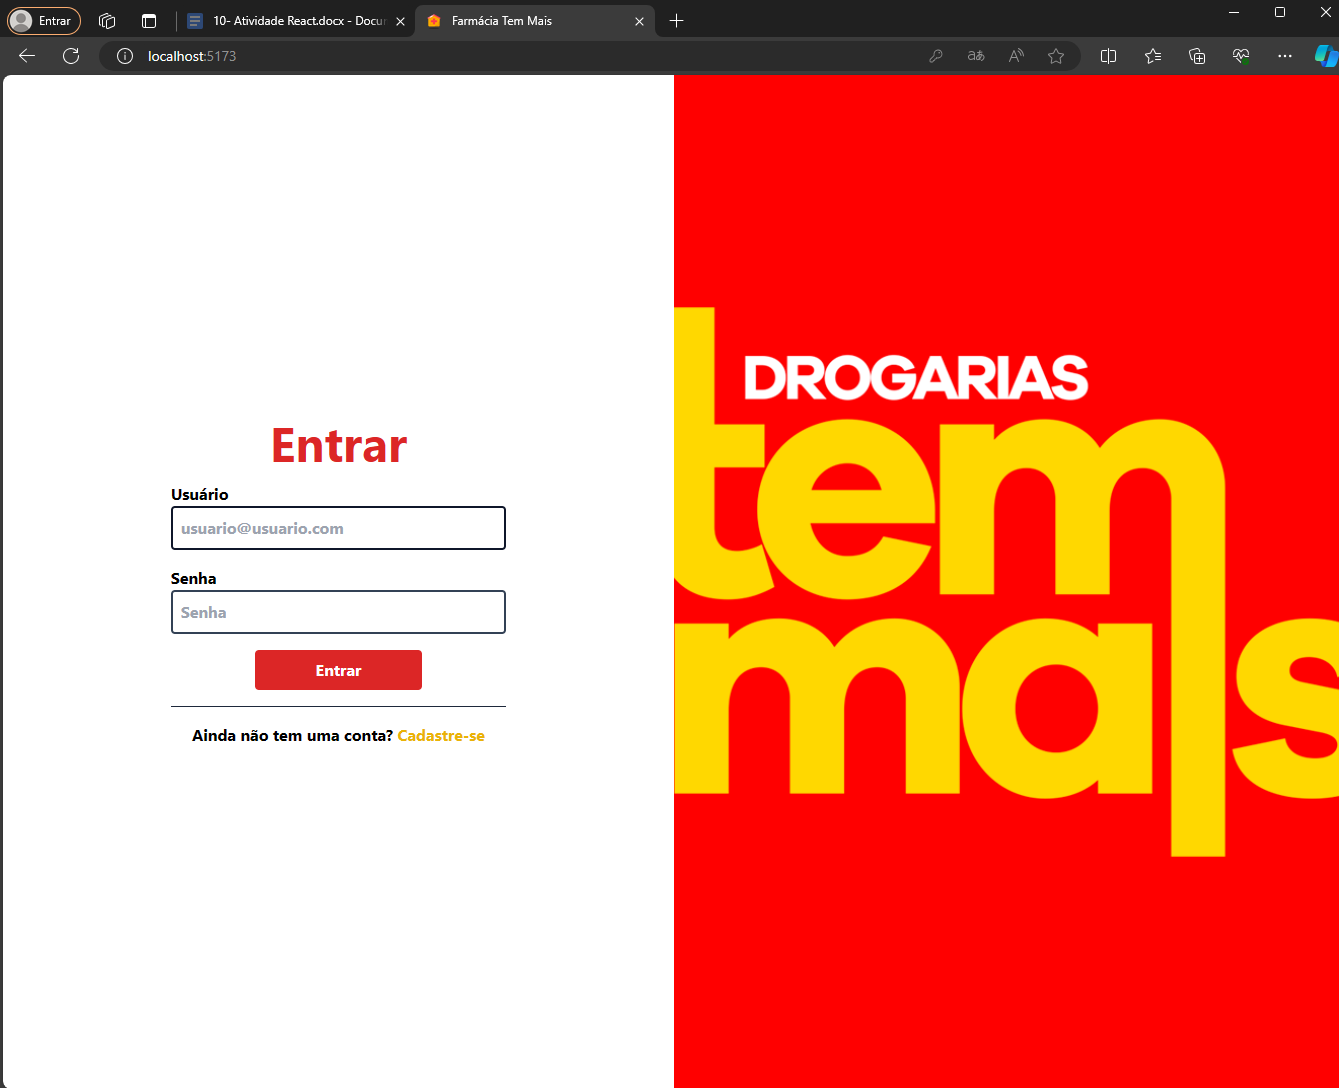 Entrar
10- Atividade React.docx - Docu
Farmácia Tem Mais
localhost:5173
Entrar
Usuário
usuario@usuario.com
Senha
Senha
Entrar
Ainda não tem uma conta? Cadastre-se
DROGARIAS
tem
mais